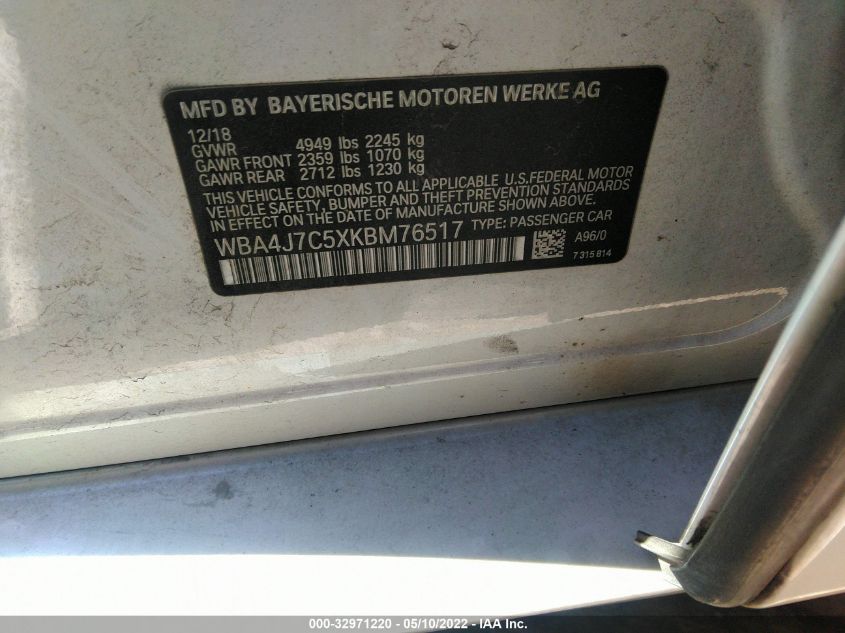 MFD BY BAYERISCHE MOTOREN WERKE AG
12/18
GVWR 4949 lbs 2245 kg
GAWR FRONT 2359 lbs 1070 kg
GAWR REAR 2712 lbs 1230 kg
THIS VEHICLE CONFORMS TO ALL APPLICABLE U.S.FEDERAL MOTOR
VEHICLE SAFETY, BUMPER AND THEFT PREVENTION STANDARDS
IN EFFECT ON THE DATE OF MANUFACTURE SHOWN ABOVE.
WBA4J7C5XKBM76517 TYPE: PASSENGER CAR
A96/0
7 315 814
000-32971220 - 05/10/2022 - IAA Inc.